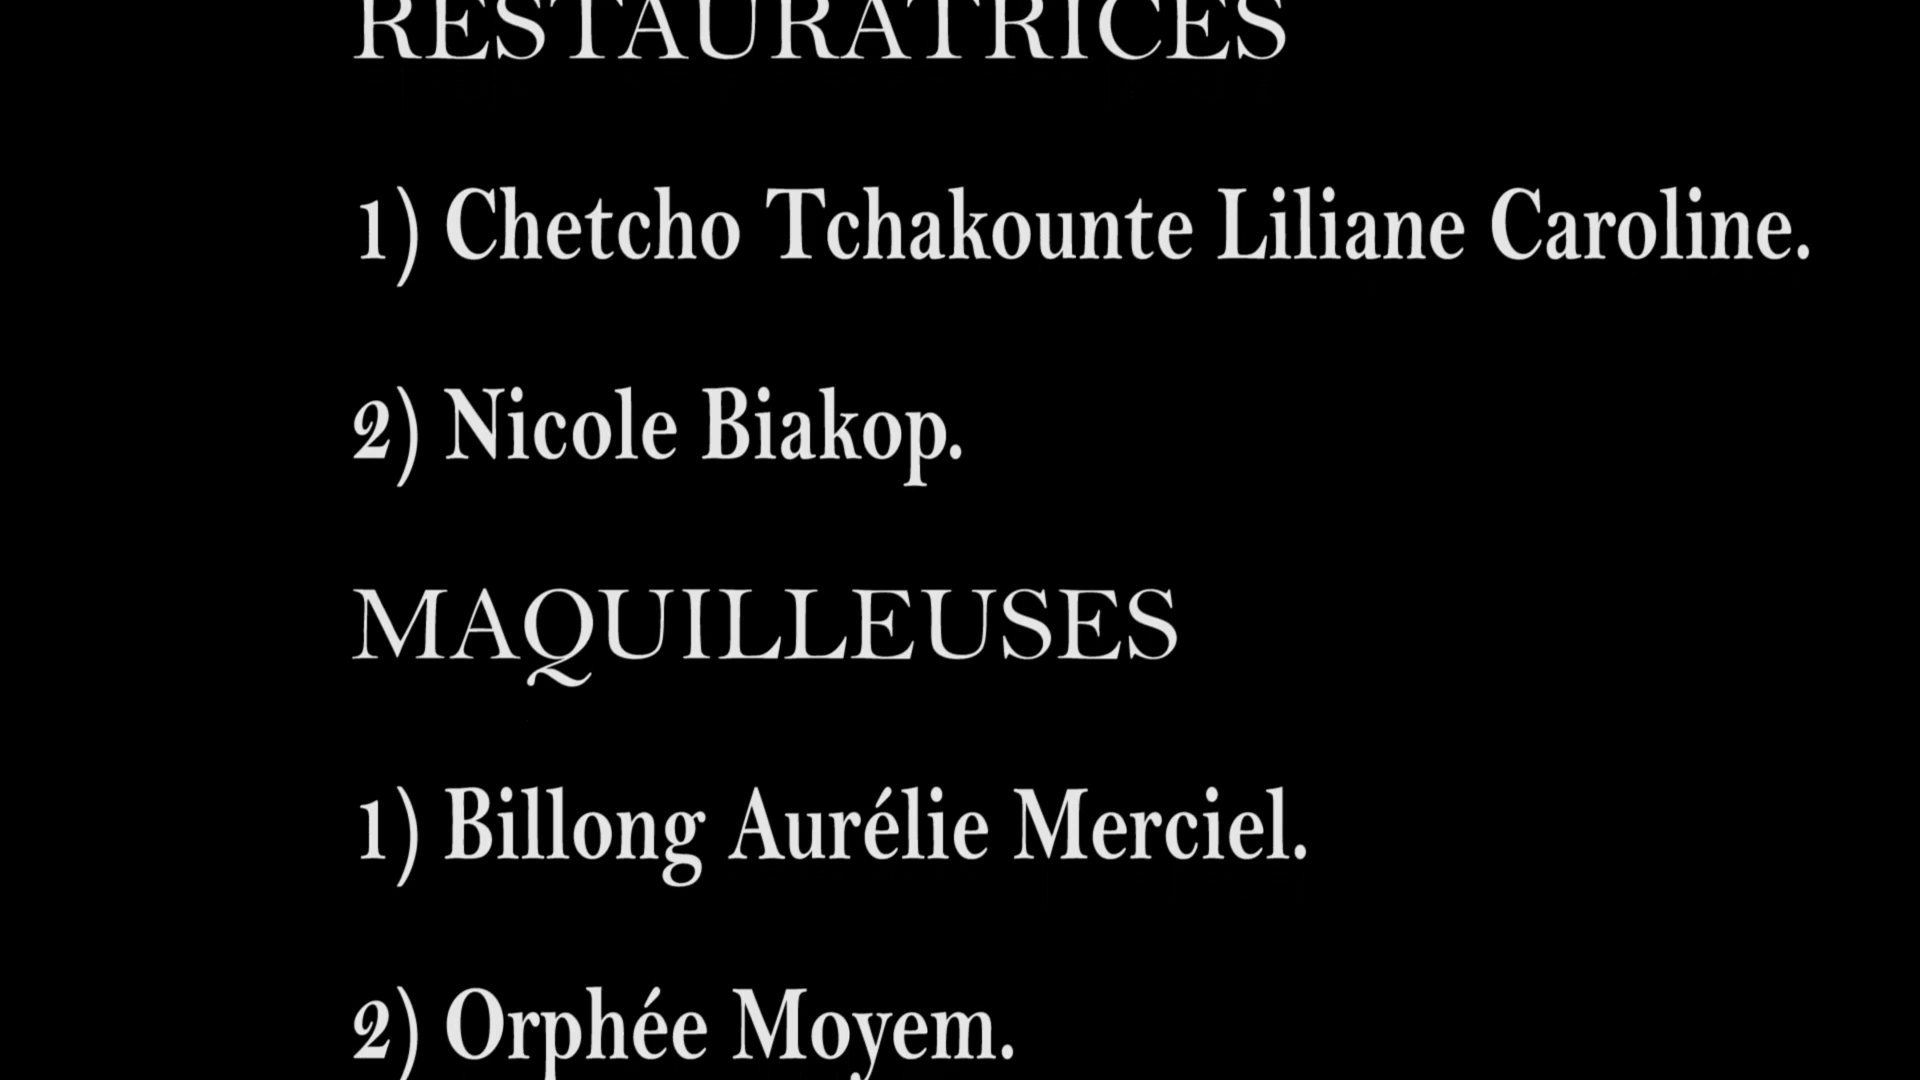 RESTAURATRICES
1) Chetcho Tchakounte Liliane Caroline.
2) Nicole Biakop.
MAQUILLEUSES
1) Billong Aurélie Merciel.
2) Orphée Moyem.